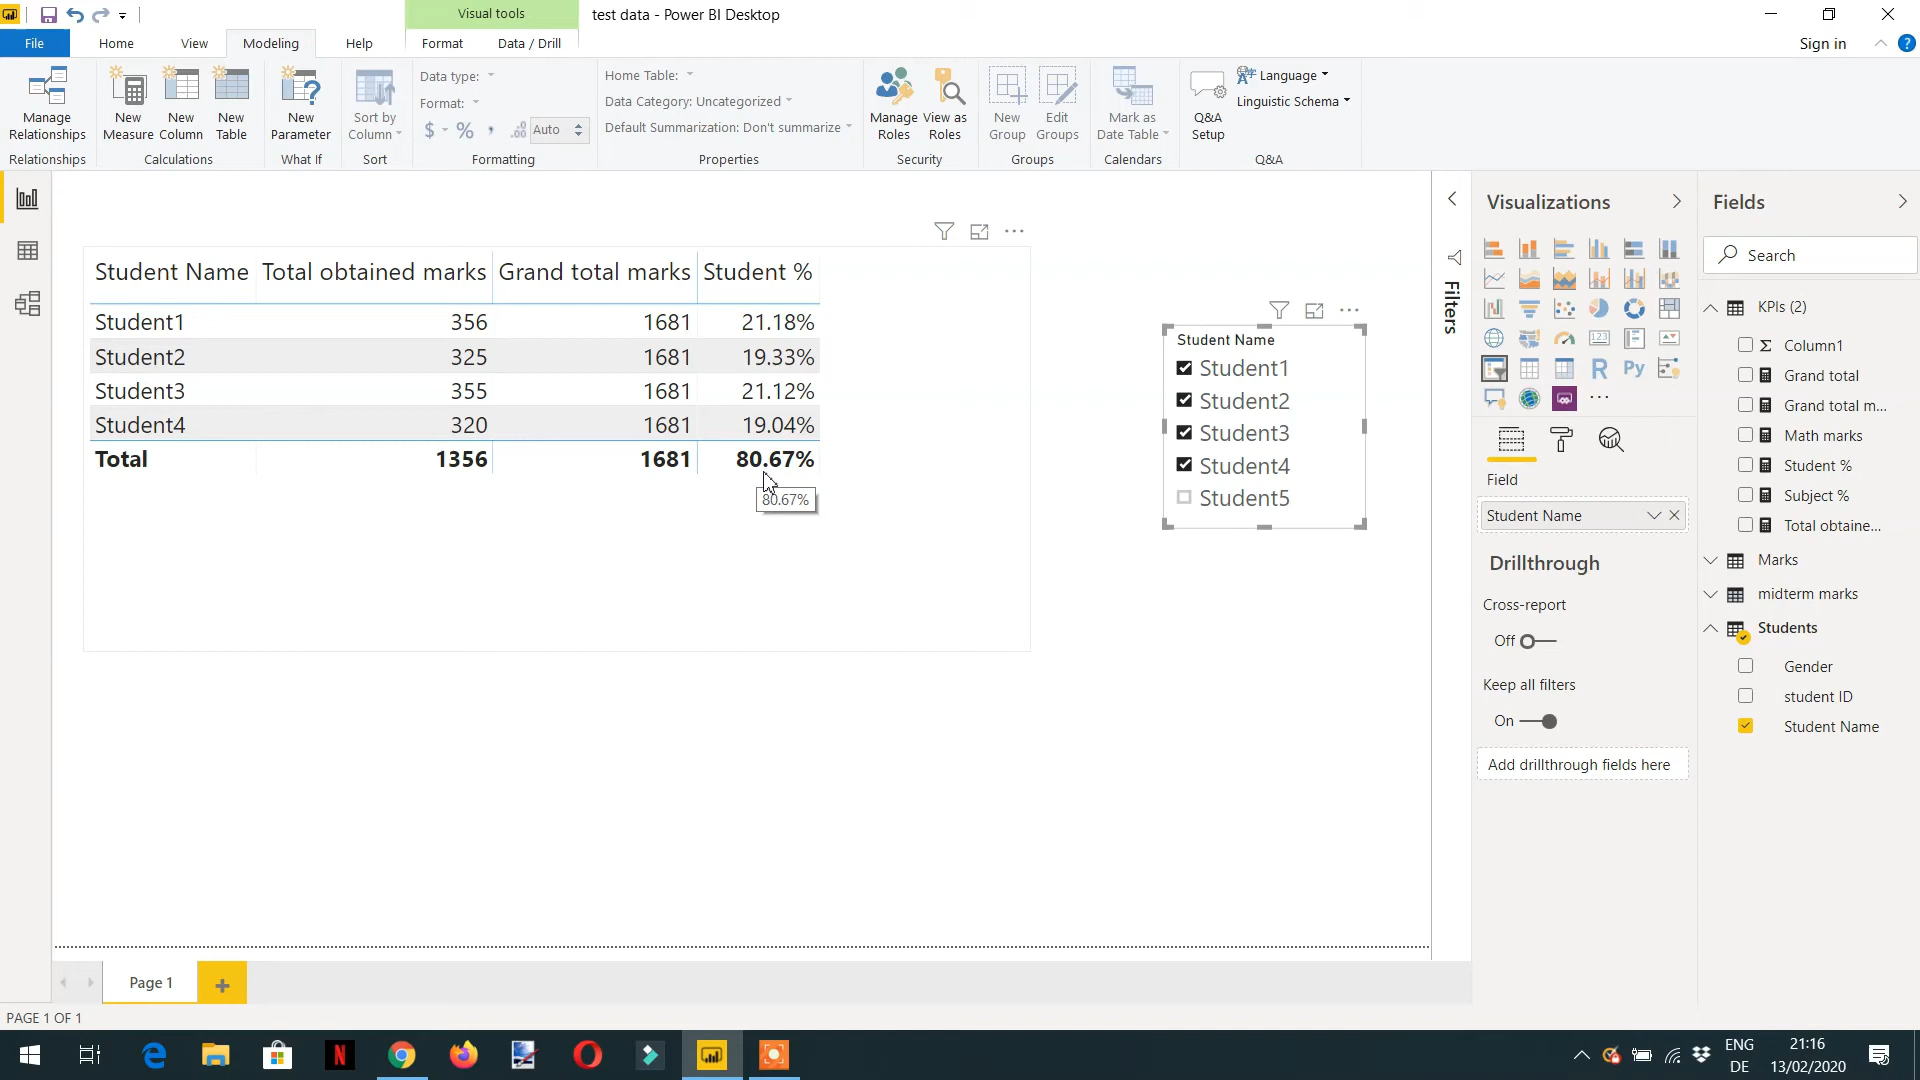 Visual tools
test data - Power BI Desktop
File
Home
View
Modeling
Help
Format
Data / Drill
Sign in
Manage Relationships
New Measure
New Column
New Table
New Parameter
Sort by Column
Data type:
Format:
$ % , .00 Auto
Home Table:
Data Category: Uncategorized
Default Summarization: Don't summarize
Manage Roles
View as Roles
New Group
Edit Groups
Mark as Date Table
Q&A Setup
Language
Linguistic Schema
Relationships
Calculations
What If
Sort
Formatting
Properties
Security
Groups
Calendars
Q&A
Student Name Total obtained marks Grand total marks Student %
Student1 356 1681 21.18%
Student2 325 1681 19.33%
Student3 355 1681 21.12%
Student4 320 1681 19.04%
Total 1356 1681 80.67%
80.67%
Student Name
Student1
Student2
Student3
Student4
Student5
Filters
Visualizations
R
Py
123
Field
Student Name
Drillthrough
Cross-report
Off
Keep all filters
On
Add drillthrough fields here
Fields
Search
KPIs (2)
Column1
Grand total
Grand total m...
Math marks
Student %
Subject %
Total obtaine...
Marks
midterm marks
Students
Gender
student ID
Student Name
Page 1
PAGE 1 OF 1
ENG
DE
21:16
13/02/2020